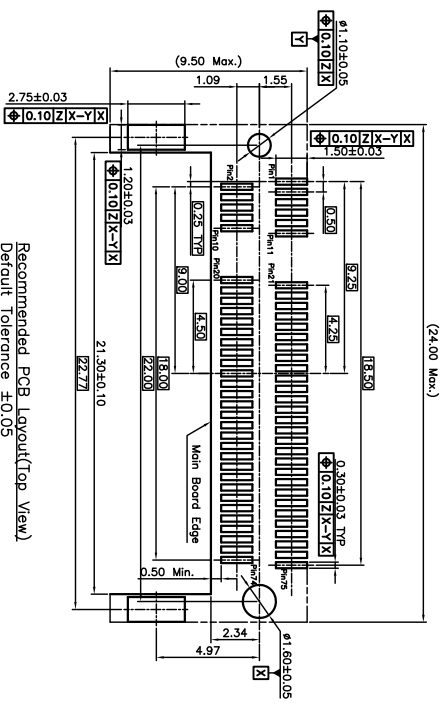 (24.00 Max.)
18.50
9.25
4.25
0.50
0.30±0.03 TYP
⌖ 0.10 Z X-Y X
1.50±0.03
⌖ 0.10 Z X-Y X
ø1.10±0.05
⌖ 0.10 Z X
Y
(9.50 Max.)
1.55
1.09
Pin1
Pin11
Pin21
Pin75
Pin2
Pin10
Pin20
Pin74
ø1.60±0.05
X
0.25 TYP
4.50
9.00
18.00
22.00
Main Board Edge
0.50 Min.
2.34
4.97
2.75±0.03
⌖ 0.10 Z X-Y X
1.20±0.03
⌖ 0.10 Z X-Y X
21.30±0.10
22.77
Recommended PCB Layout(Top View)
Default Tolerance ±0.05